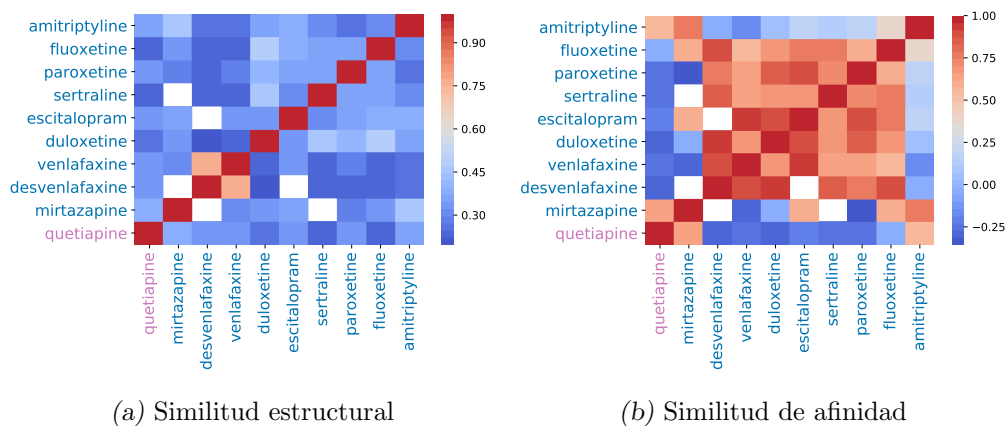 amitriptyline
fluoxetine
paroxetine
sertraline
escitalopram
duloxetine
venlafaxine
desvenlafaxine
mirtazapine
quetiapine
quetiapine
mirtazapine
desvenlafaxine
venlafaxine
duloxetine
escitalopram
sertraline
paroxetine
fluoxetine
amitriptyline
0.90
0.75
0.60
0.45
0.30
(a) Similitud estructural
amitriptyline
fluoxetine
paroxetine
sertraline
escitalopram
duloxetine
venlafaxine
desvenlafaxine
mirtazapine
quetiapine
quetiapine
mirtazapine
desvenlafaxine
venlafaxine
duloxetine
escitalopram
sertraline
paroxetine
fluoxetine
amitriptyline
1.00
0.75
0.50
0.25
0.00
−0.25
(b) Similitud de afinidad